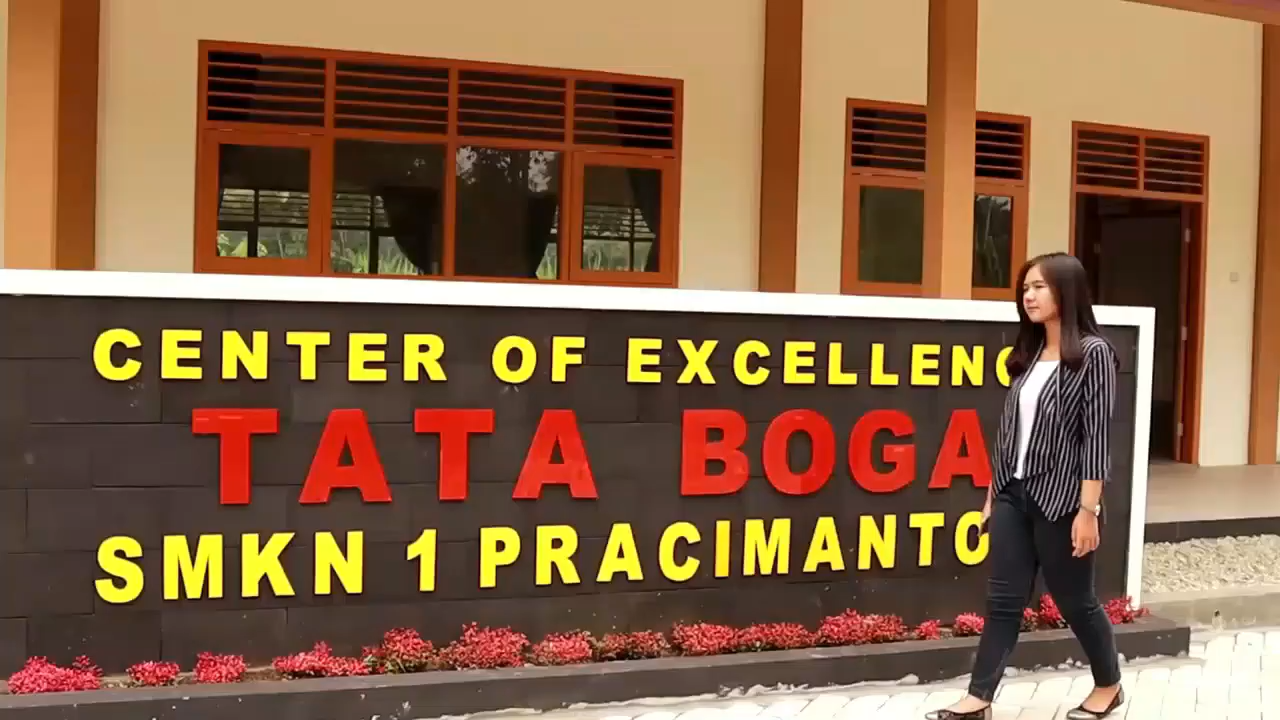 CENTER OF EXCELLENC
TATA BOGA
SMKN 1 PRACIMANTO